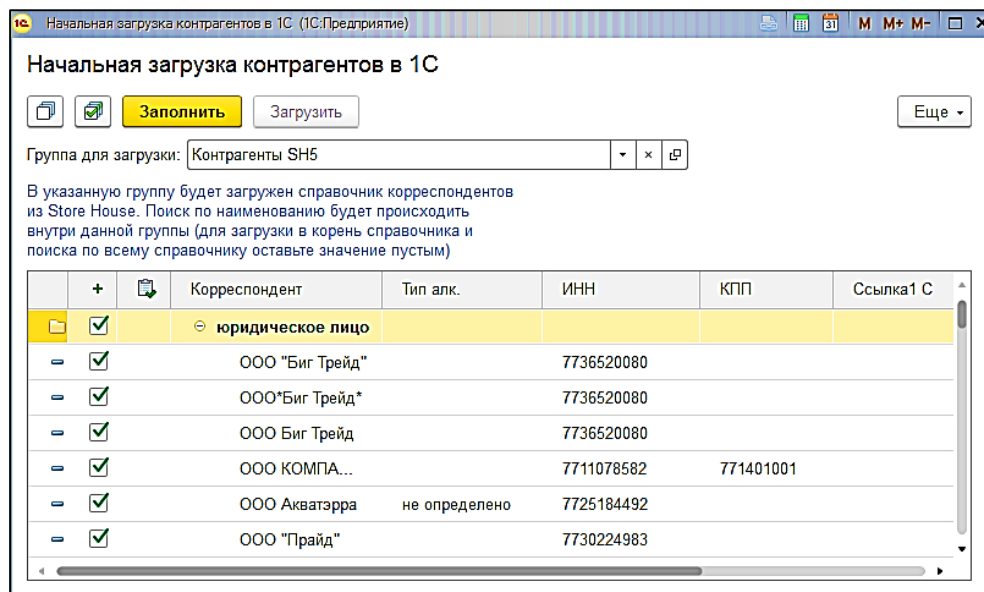 1С Начальная загрузка контрагентов в 1С (1С:Предприятие) 31 M M+ M-
Начальная загрузка контрагентов в 1С
Заполнить Загрузить Еще
Группа для загрузки: Контрагенты SH5
В указанную группу будет загружен справочник корреспондентов
из Store House. Поиск по наименованию будет происходить
внутри данной группы (для загрузки в корень справочника и
поиска по всему справочнику оставьте значение пустым)
+ Корреспондент Тип алк. ИНН КПП Ссылка1 С
юридическое лицо
ООО "Биг Трейд" 7736520080
ООО*Биг Трейд* 7736520080
ООО Биг Трейд 7736520080
ООО КОМПА... 7711078582 771401001
ООО Акватэрра не определено 7725184492
ООО "Прайд" 7730224983